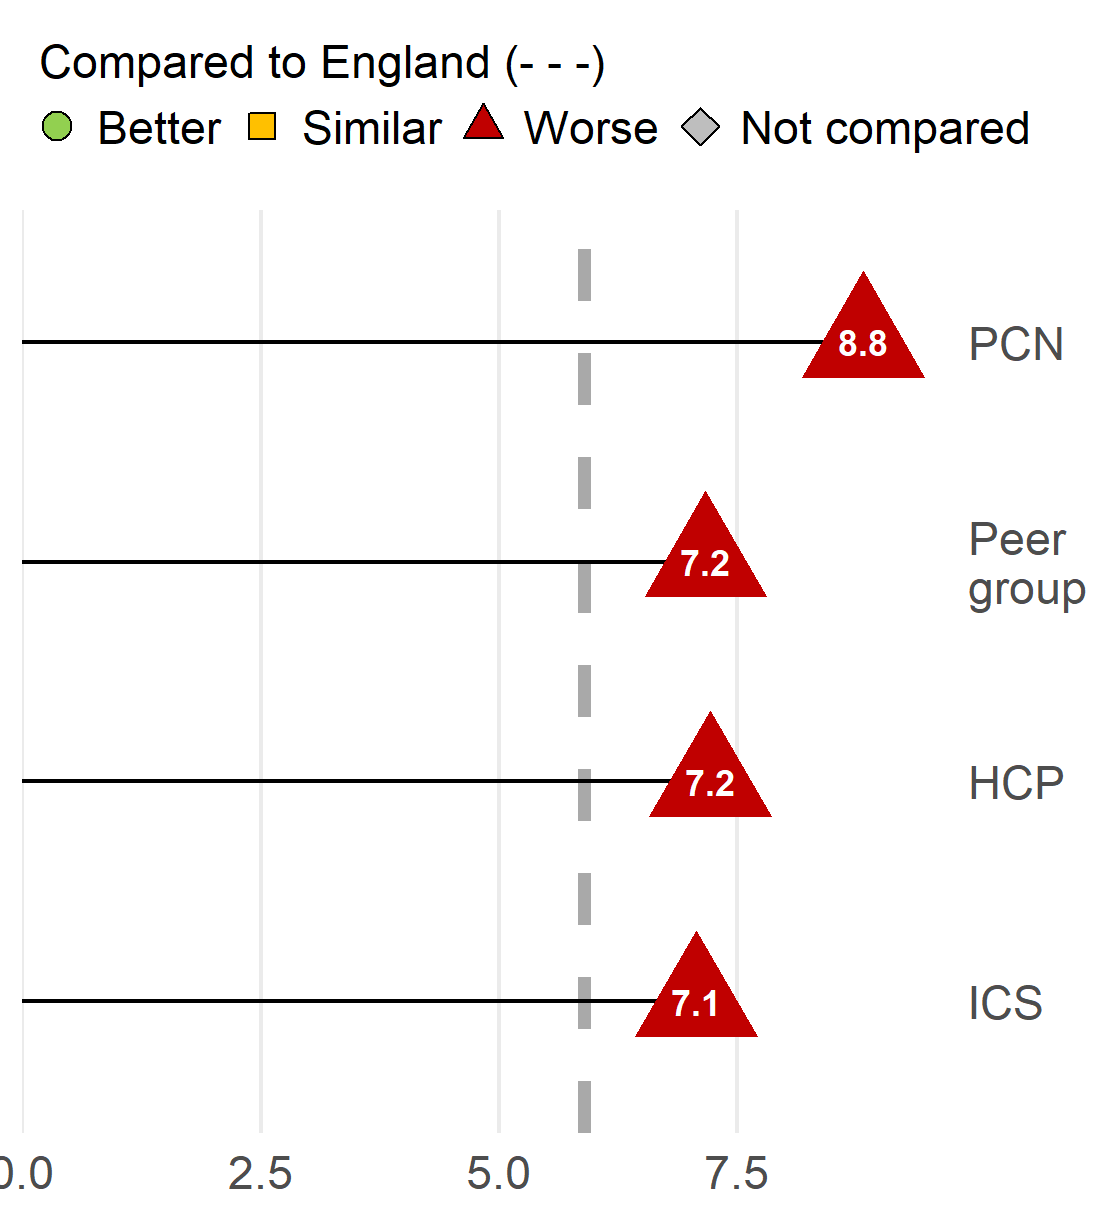 Compared to England (- - -)
Better Similar Worse Not compared
8.8 PCN
7.2 Peer
group
7.2 HCP
7.1 ICS
0.0 2.5 5.0 7.5